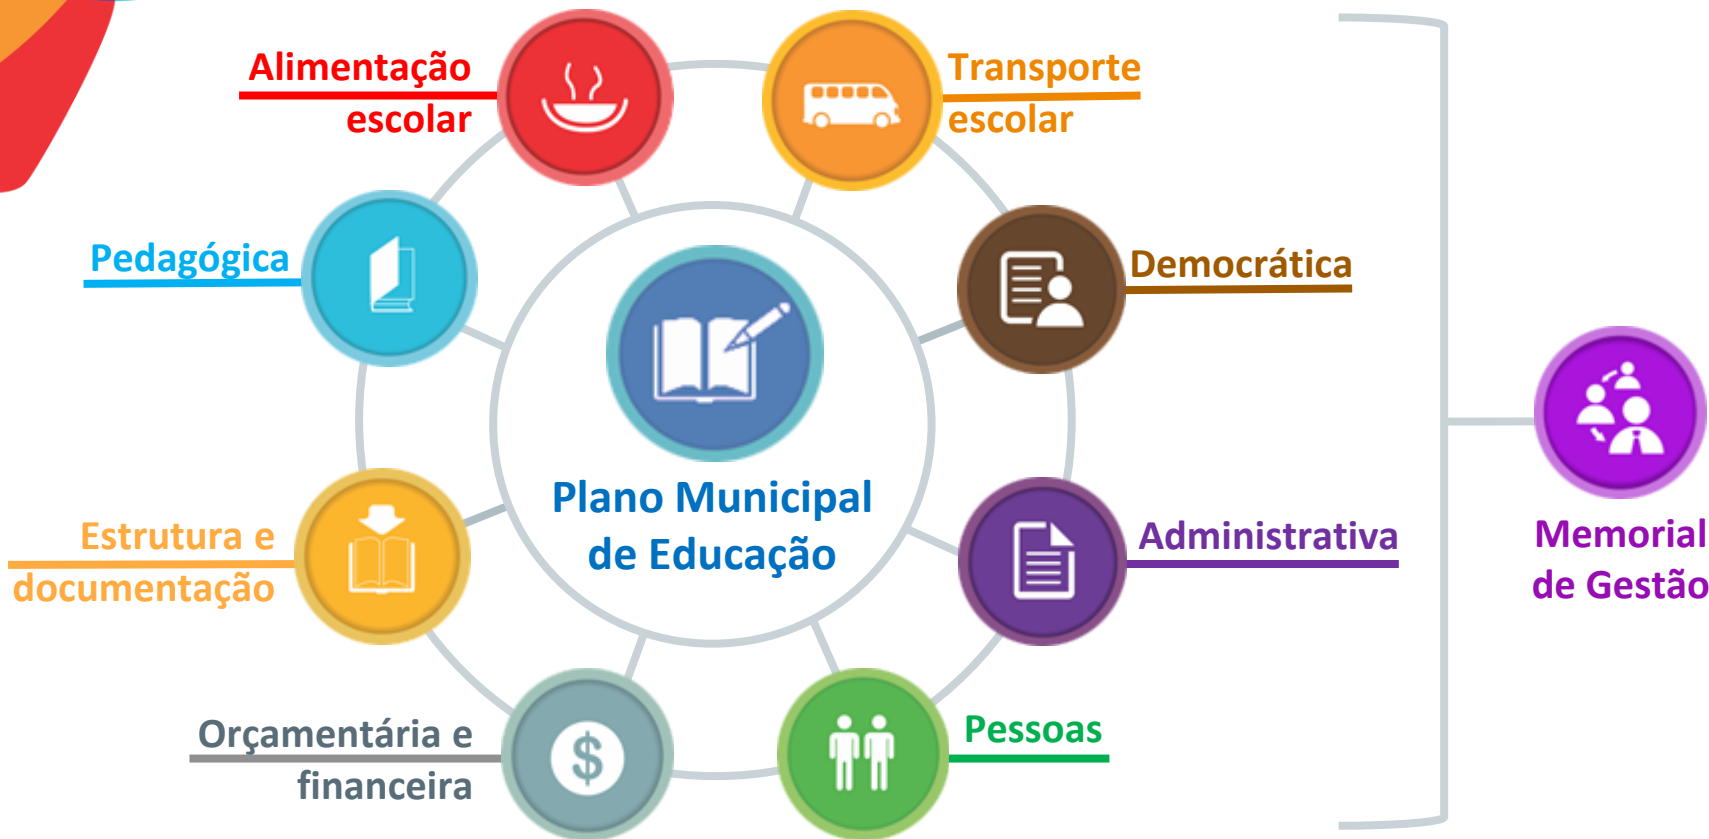 Alimentação
escolar
Transporte
escolar
Pedagógica
Democrática
Plano Municipal
de Educação
Estrutura e
documentação
Administrativa
Memorial
de Gestão
Orçamentária e
financeira
$
Pessoas